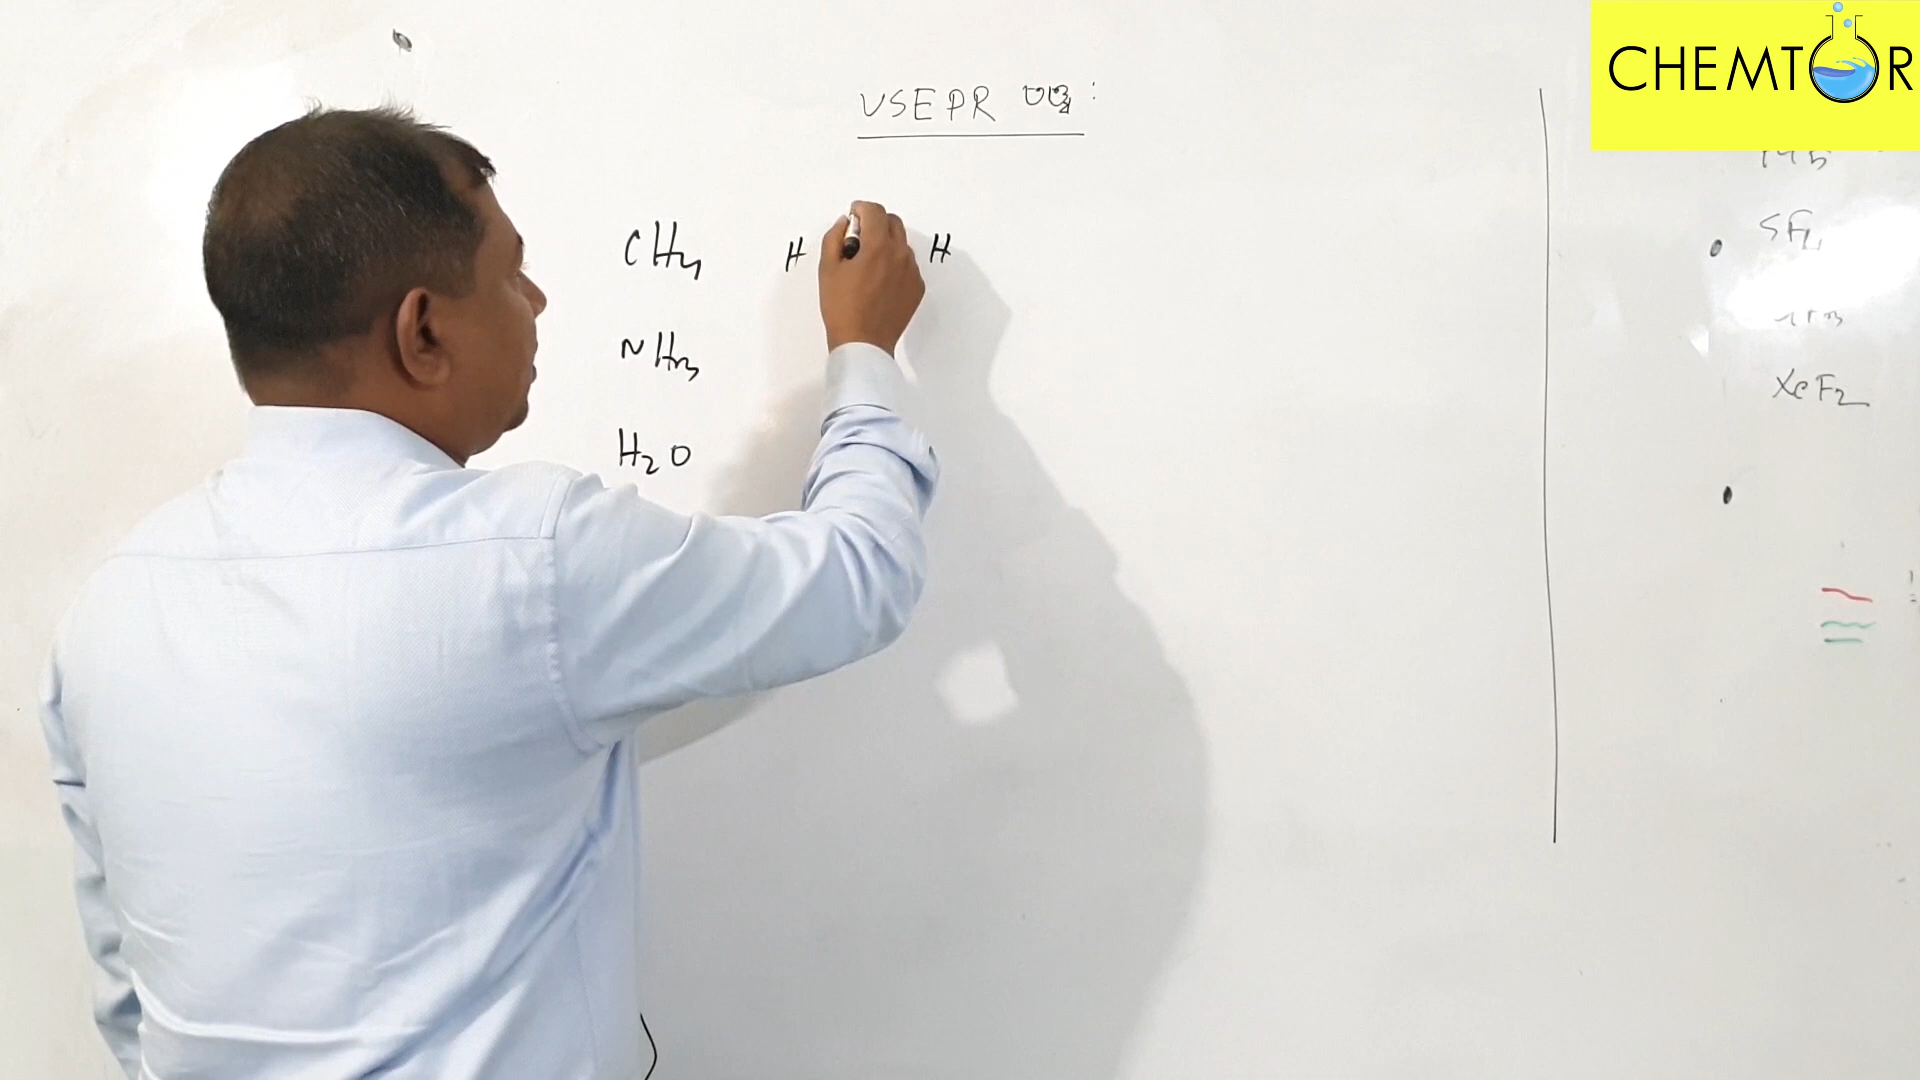 VSEPR তত্ত্ব :
CH4 H H
NH3
H2O
CHEMTOR
SF4
XeF2